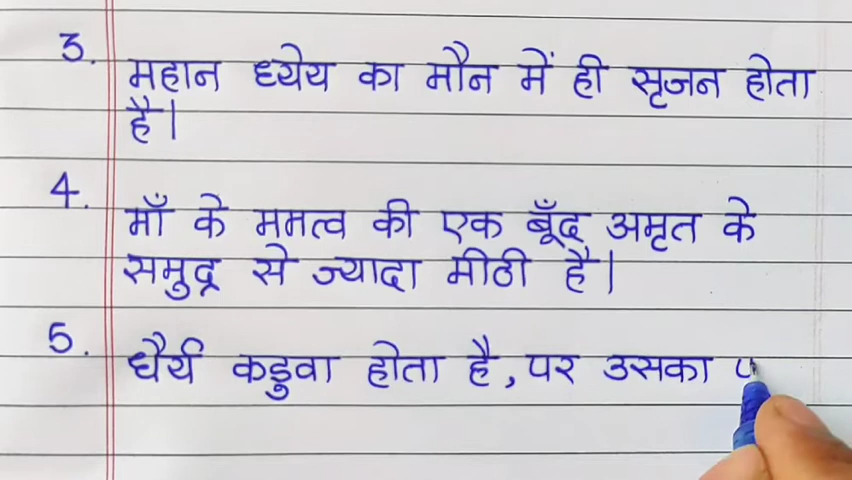 3. महान ध्येय का मौन में ही सृजन होता
है।
4. माँ के ममत्व की एक बूँद अमृत के
समुद्र से ज्यादा मीठी है।
5. धैर्य कडुवा होता है, पर उसका